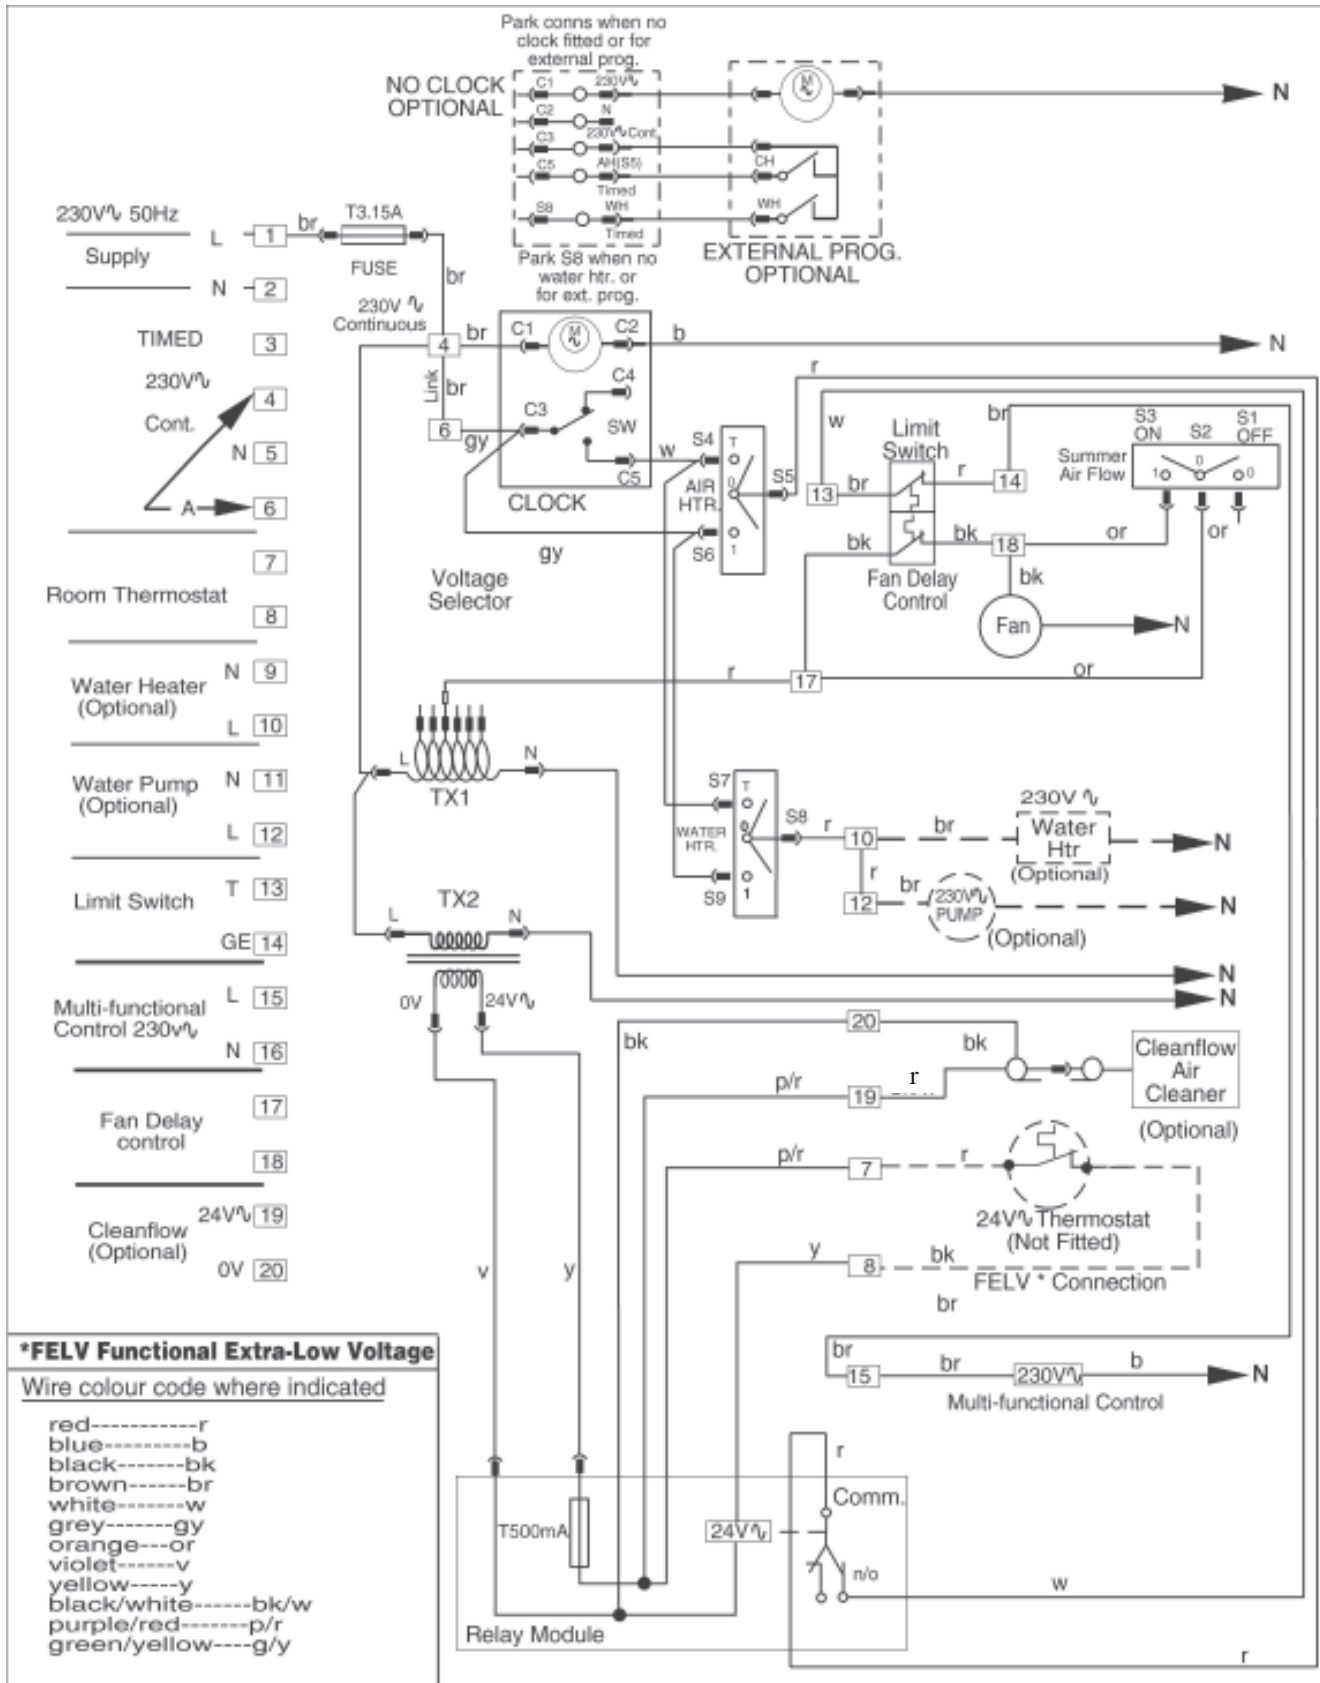 Park conns when no
clock fitted or for
external prog.
NO CLOCK
OPTIONAL
C1
230V
C2
N
C3
230V Cont.
C5
AH(S5)
Timed
S8
WH
Timed
M
CH
WH
N
EXTERNAL PROG.
OPTIONAL
Park S8 when no
water htr. or
for ext. prog.
230V 50Hz
Supply
L 1
N 2
TIMED
3
230V
Cont.
4
N 5
A
6
7
Room Thermostat
8
Water Heater
(Optional)
N 9
L 10
Water Pump
(Optional)
N 11
L 12
Limit Switch
T 13
GE 14
Multi-functional
Control 230v
L 15
N 16
Fan Delay
control
17
18
Cleanflow
(Optional)
24V 19
0V 20
br
T3.15A
FUSE
br
230V
Continuous
4
br
Link
br
6
gy
C1
M
C2
b
N
C4
C3
SW
C5
CLOCK
w
gy
Voltage
Selector
S4
T
0
AIR
HTR.
S5
S6
1
r
w
13
br
Limit
Switch
r
14
br
bk
bk
18
Fan Delay
Control
bk
Fan
N
or
or
or
Summer
Air Flow
S3
ON
S2
S1
OFF
1
0
0
r
17
L
TX1
N
TX2
L
N
0V
24V
S7
T
0
WATER
HTR.
S8
S9
1
r
10
br
230V
Water
Htr
(Optional)
N
r
12
br
230V
PUMP
(Optional)
N
N
N
bk
20
bk
p/r
19
r
Cleanflow
Air
Cleaner
(Optional)
p/r
7
r
24V Thermostat
(Not Fitted)
y
8
bk
FELV * Connection
br
v
y
br
15
br
230V
b
N
Multi-functional Control
r
Comm.
T500mA
24V
n/o
w
Relay Module
r
*FELV Functional Extra-Low Voltage
Wire colour code where indicated
red-----------r
blue---------b
black-------bk
brown------br
white-------w
grey-------gy
orange---or
violet------v
yellow-----y
black/white------bk/w
purple/red-------p/r
green/yellow----g/y